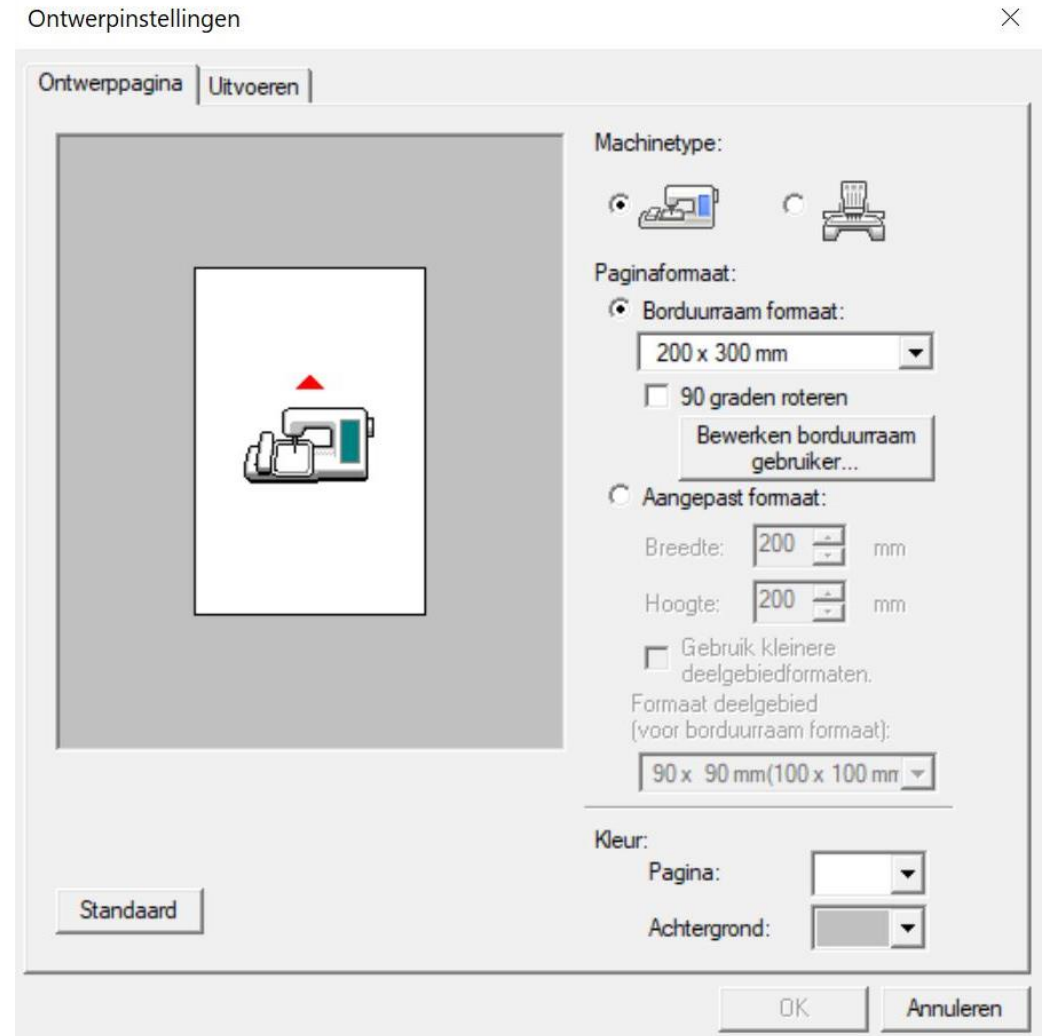 Ontwerpinstellingen
Ontwerppagina
Uitvoeren
Machinetype:
Paginaformaat:
Borduurraam formaat:
200 x 300 mm
90 graden roteren
Bewerken borduurraam
gebruiker...
Aangepast formaat:
Breedte: 200 mm
Hoogte: 200 mm
Gebruik kleinere
deelgebiedformaten.
Formaat deelgebied
(voor borduurraam formaat):
90 x 90 mm(100 x 100 mm
Kleur:
Pagina:
Standaard
Achtergrond:
OK
Annuleren